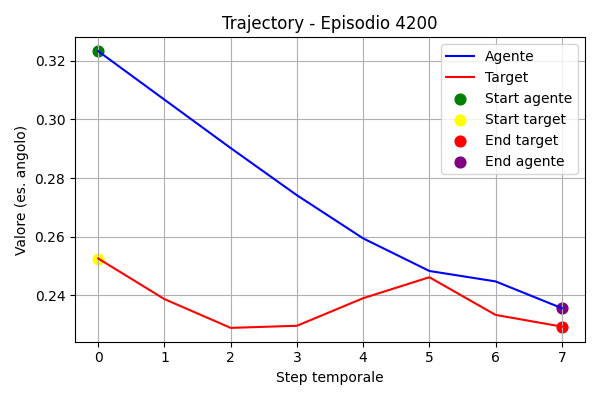 Trajectory - Episodio 4200
Valore (es. angolo)
0.32
0.30
0.28
0.26
0.24
Agente
Target
Start agente
Start target
End target
End agente
0 1 2 3 4 5 6 7
Step temporale